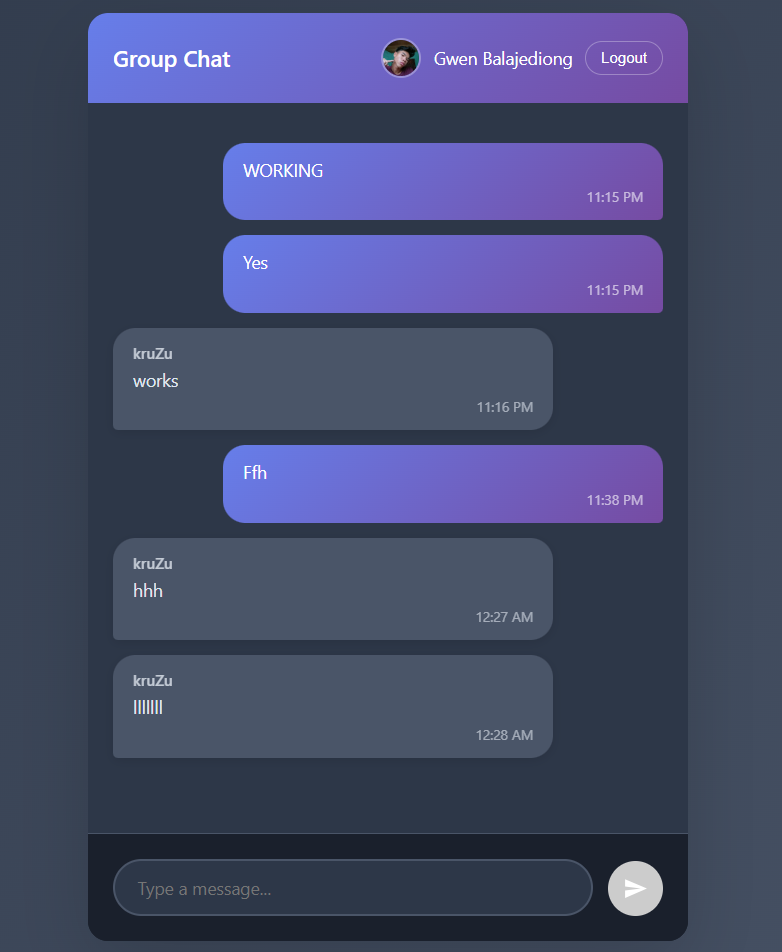 Group Chat
Gwen Balajediong
Logout
WORKING
11:15 PM
Yes
11:15 PM
kruZu
works
11:16 PM
Ffh
11:38 PM
kruZu
hhh
12:27 AM
kruZu
lllllll
12:28 AM
Type a message...